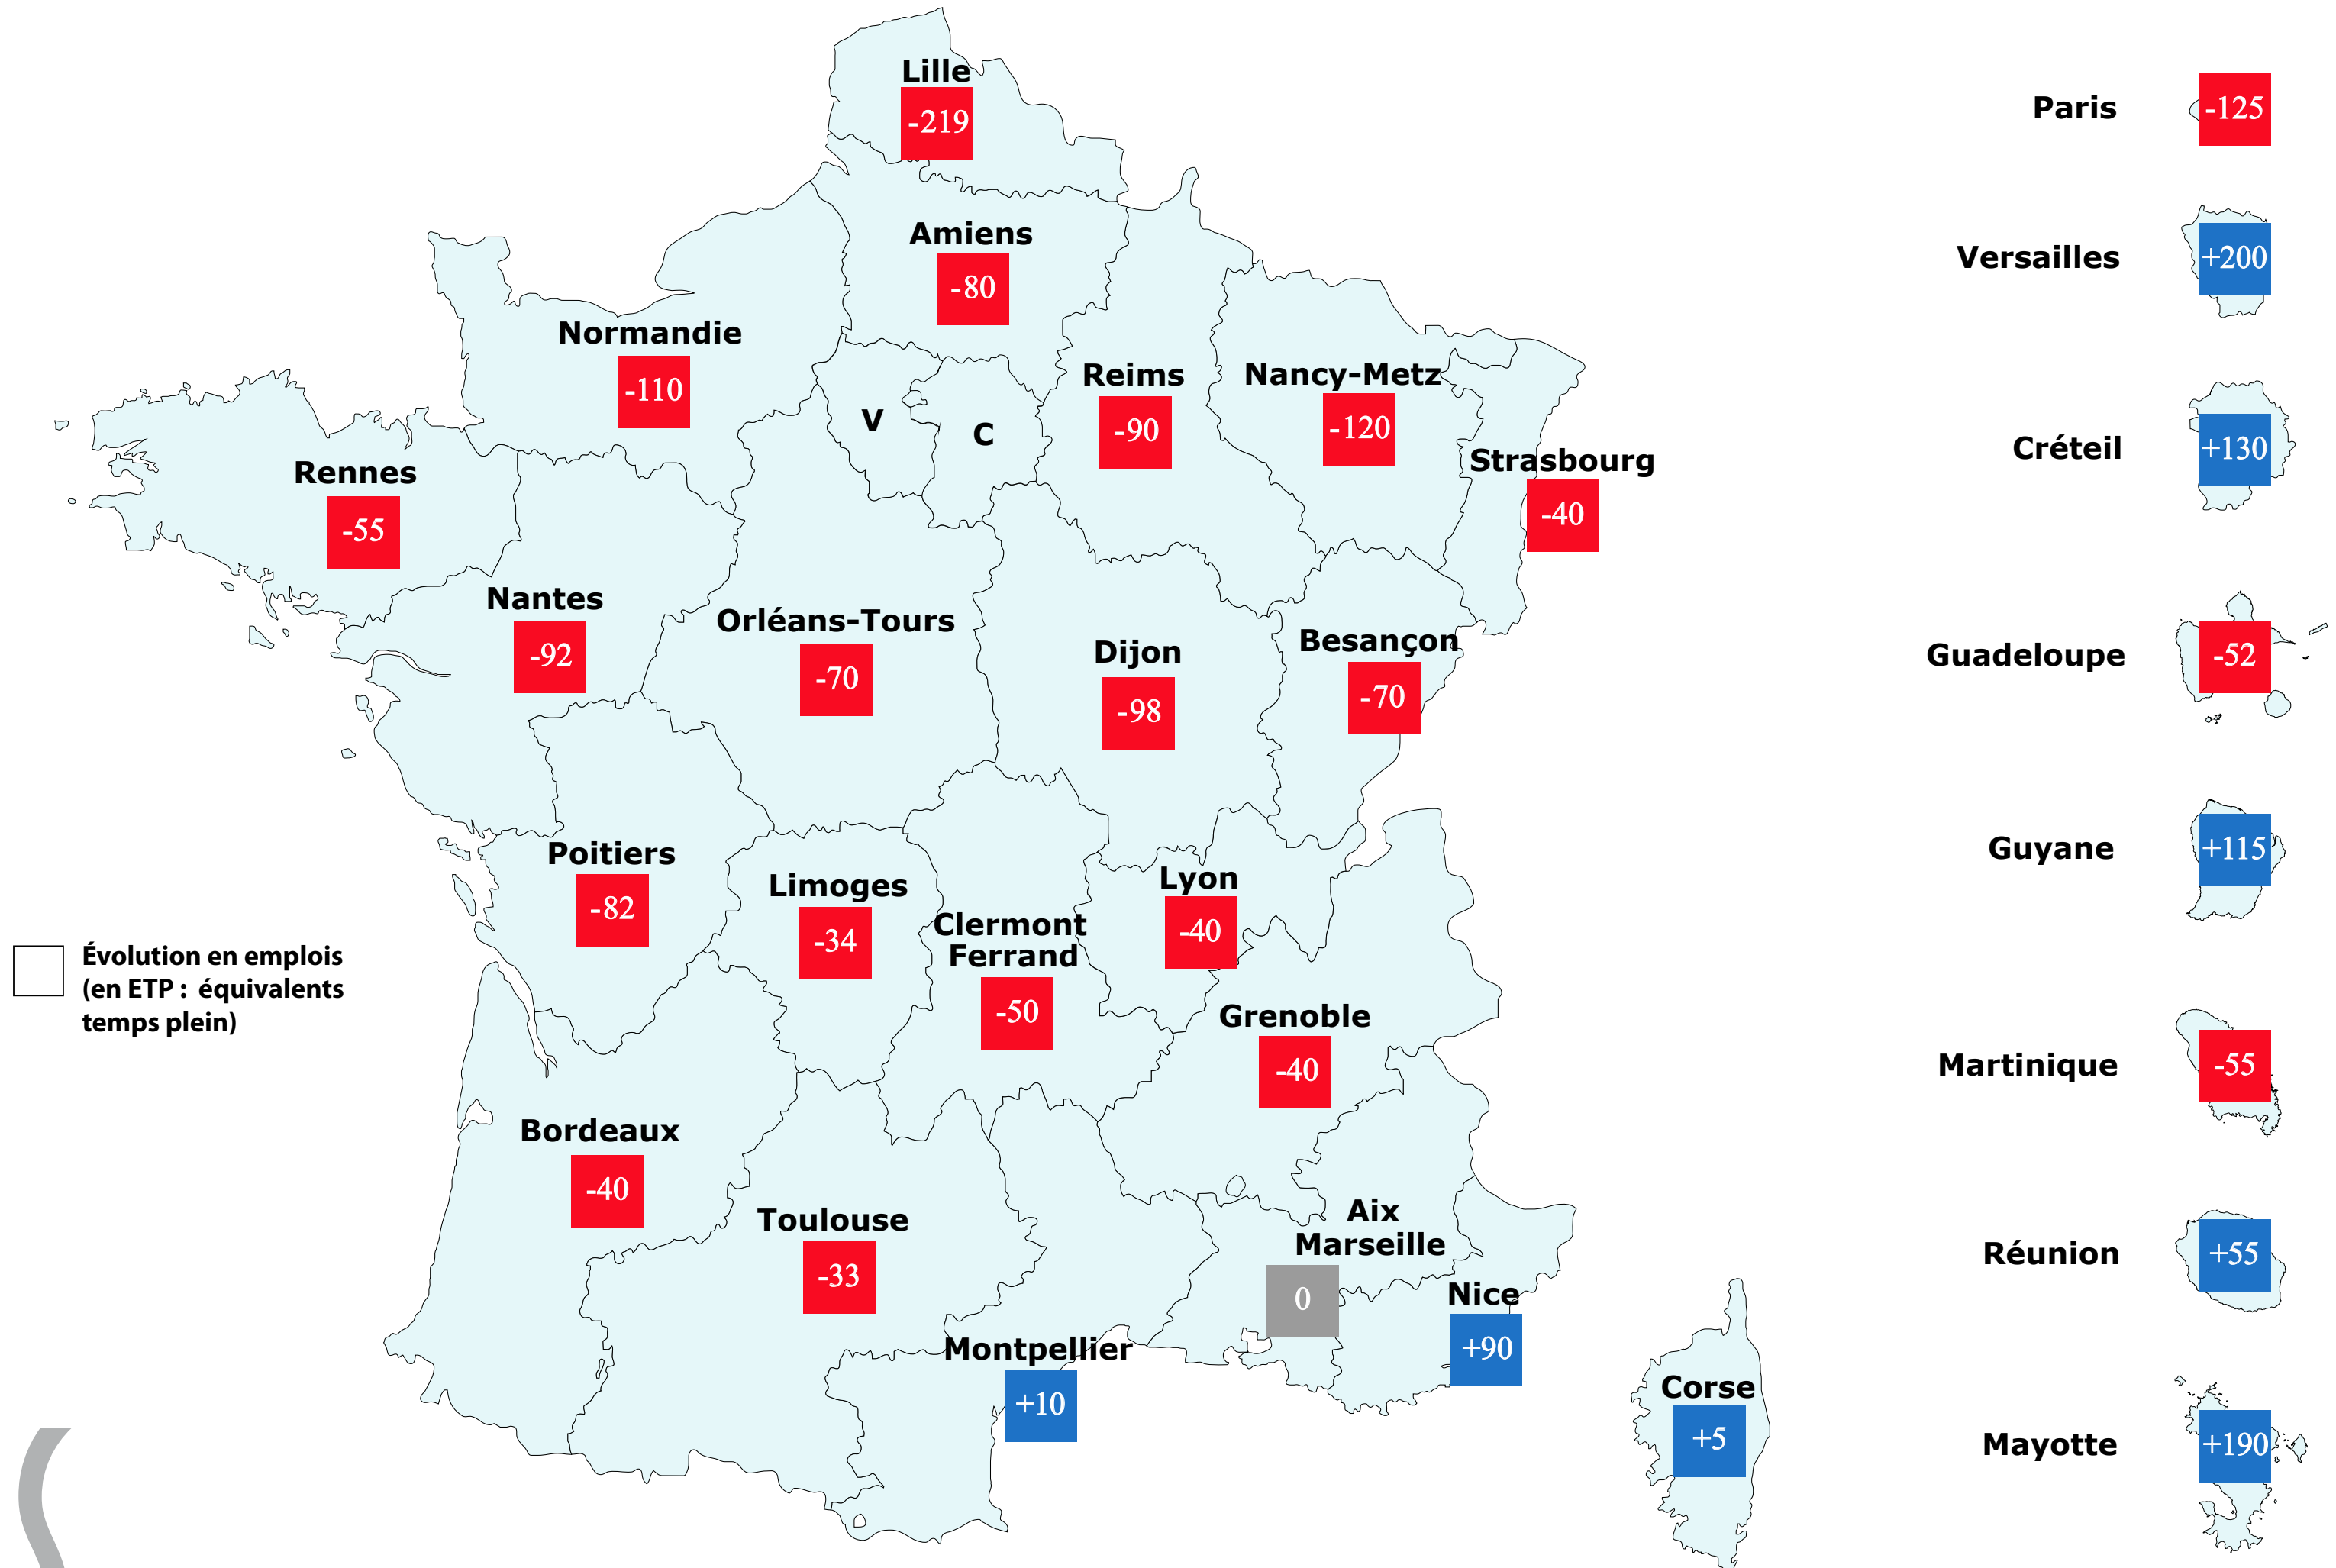 Lille
-219
Amiens
-80
Normandie
-110
Reims
-90
Nancy-Metz
-120
V
C
Strasbourg
-40
Rennes
-55
Nantes
-92
Orléans-Tours
-70
Dijon
-98
Besançon
-70
Poitiers
-82
Limoges
-34
Clermont
Ferrand
-50
Lyon
-40
Grenoble
-40
Bordeaux
-40
Toulouse
-33
Aix
Marseille
0
Nice
+90
Montpellier
+10
Corse
+5
Évolution en emplois
(en ETP : équivalents
temps plein)
Paris
-125
Versailles
+200
Créteil
+130
Guadeloupe
-52
Guyane
+115
Martinique
-55
Réunion
+55
Mayotte
+190